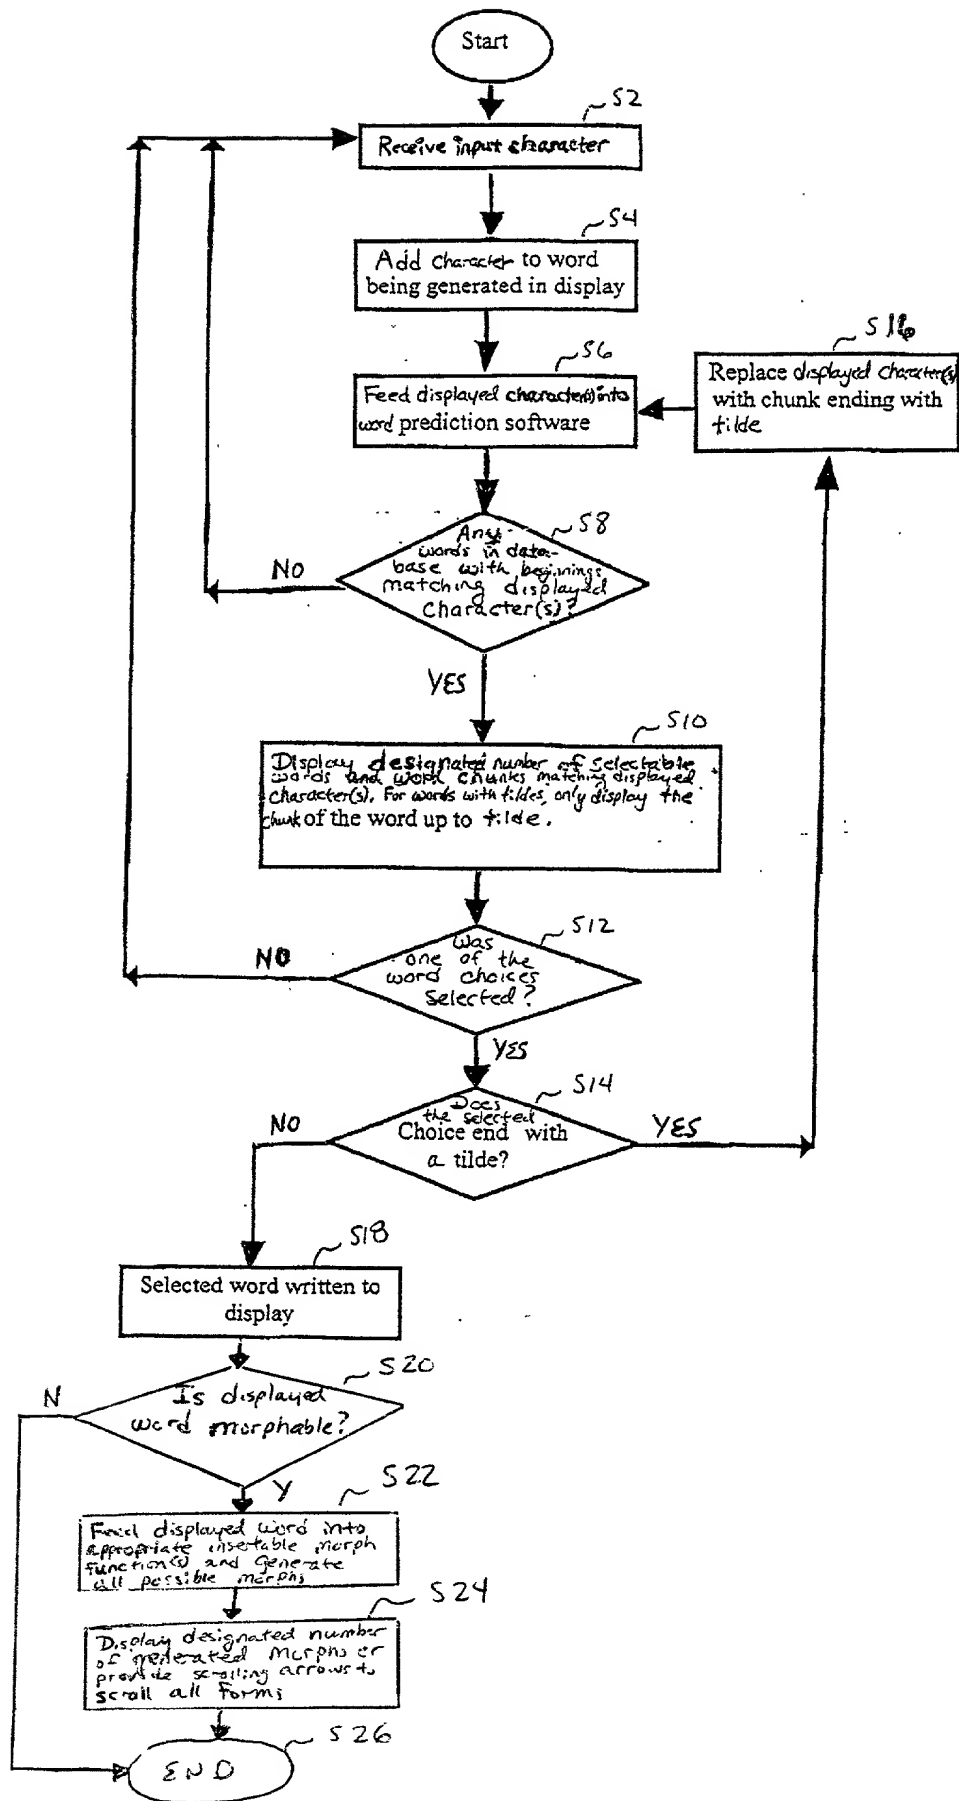 Start
S2
Receive input character
S4
Add character to word
being generated in display
S6
Feed displayed character(s) into
word prediction software
S16
Replace displayed character(s)
with chunk ending with
tilde
S8
Any
words in data-
base with beginnings
matching displayed
Character(s)?
NO
YES
S10
Display designated number of selectable
words and word chunks matching displayed
character(s). For words with tildes, only display the
chunk of the word up to tilde.
S12
Was
one of the
word choices
selected?
NO
YES
S14
Does
the selected
Choice end with
a tilde?
NO
YES
S18
Selected word written to
display
S20
Is displayed
word morphable?
N
Y
S22
Feed displayed word into
appropriate insertable morph
function(s) and generate
all possible morphs
S24
Display designated number
of generated morphs or
provide scrolling arrows to
scroll all forms
S26
END